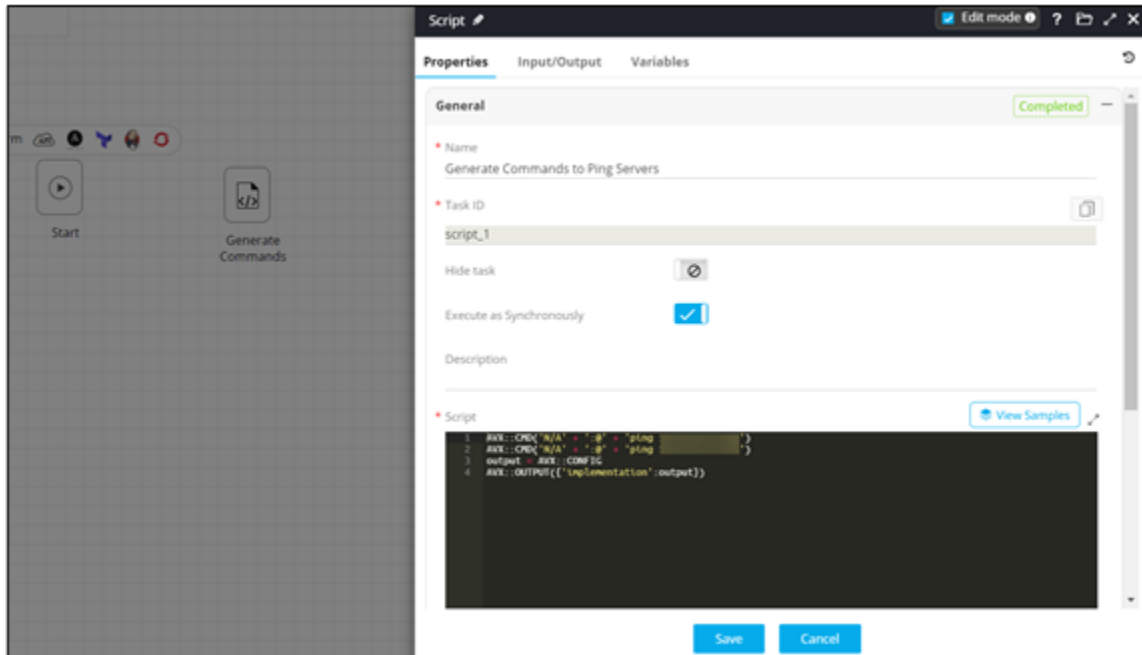 Script
Edit mode
?
Properties Input/Output Variables
General
Completed
* Name
Generate Commands to Ping Servers
* Task ID
script_1
Hide task
Execute as Synchronously
Description
* Script
View Samples
1 AVX::CMD('N/A' + ':@' + 'ping ')
2 AVX::CMD('N/A' + ':@' + 'ping ')
3 output = AVX::CONFIG
4 AVX::OUTPUT({'implementation':output})
Save
Cancel
Start
Generate
Commands